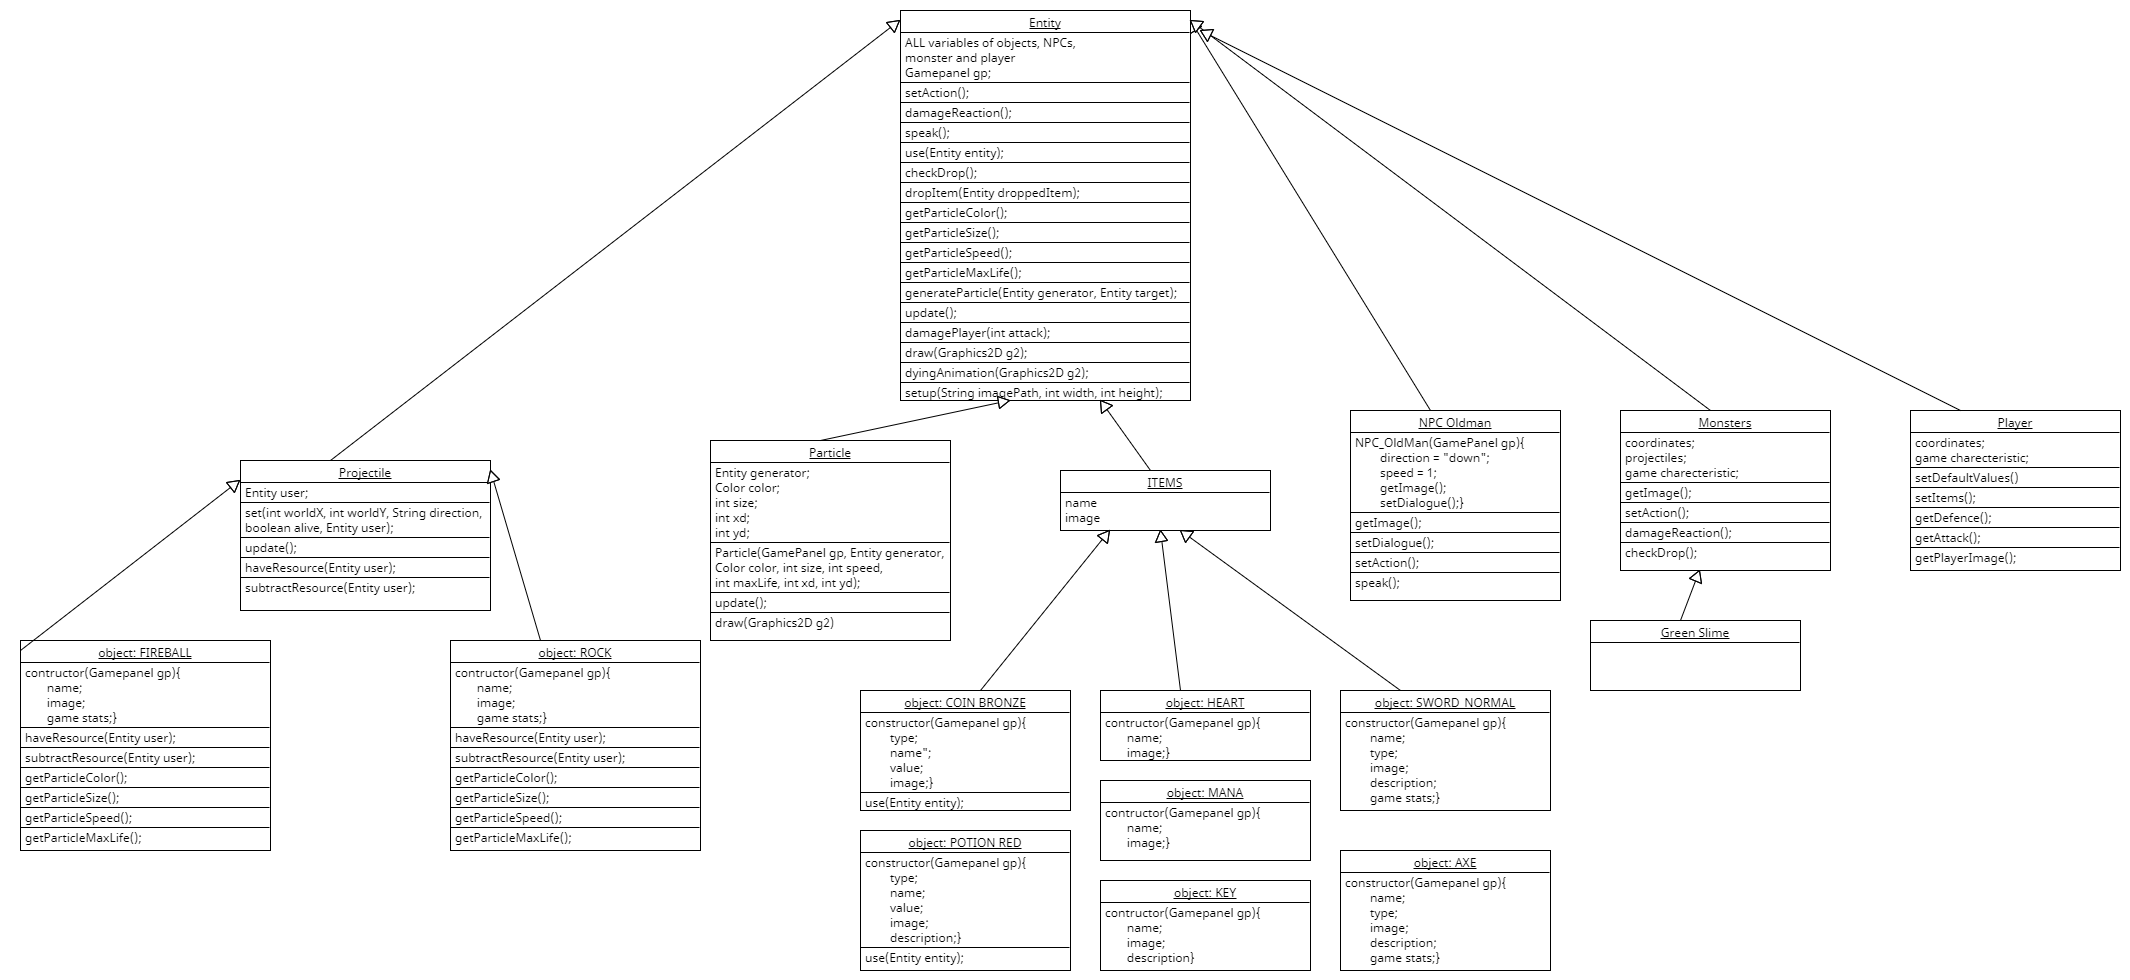 Entity
ALL variables of objects, NPCs,
monster and player
Gamepanel gp;
setAction();
damageReaction();
speak();
use(Entity entity);
checkDrop();
dropItem(Entity droppedItem);
getParticleColor();
getParticleSize();
getParticleSpeed();
getParticleMaxLife();
generateParticle(Entity generator, Entity target);
update();
damagePlayer(int attack);
draw(Graphics2D g2);
dyingAnimation(Graphics2D g2);
setup(String imagePath, int width, int height);
Projectile
Entity user;
set(int worldX, int worldY, String direction,
boolean alive, Entity user);
update();
haveResource(Entity user);
subtractResource(Entity user);
Particle
Entity generator;
Color color;
int size;
int xd;
int yd;
Particle(GamePanel gp, Entity generator,
Color color, int size, int speed,
int maxLife, int xd, int yd);
update();
draw(Graphics2D g2)
ITEMS
name
image
NPC Oldman
NPC_OldMan(GamePanel gp){
direction = "down";
speed = 1;
getImage();
setDialogue();}
getImage();
setDialogue();
setAction();
speak();
Monsters
coordinates;
projectiles;
game charecteristic;
getImage();
setAction();
damageReaction();
checkDrop();
Player
coordinates;
game charecteristic;
setDefaultValues()
setItems();
getDefence();
getAttack();
getPlayerImage();
Green Slime
object: FIREBALL
contructor(Gamepanel gp){
name;
image;
game stats;}
haveResource(Entity user);
subtractResource(Entity user);
getParticleColor();
getParticleSize();
getParticleSpeed();
getParticleMaxLife();
object: ROCK
contructor(Gamepanel gp){
name;
image;
game stats;}
haveResource(Entity user);
subtractResource(Entity user);
getParticleColor();
getParticleSize();
getParticleSpeed();
getParticleMaxLife();
object: COIN BRONZE
constructor(Gamepanel gp){
type;
name";
value;
image;}
use(Entity entity);
object: HEART
contructor(Gamepanel gp){
name;
image;}
object: SWORD_NORMAL
constructor(Gamepanel gp){
name;
type;
image;
description;
game stats;}
object: MANA
contructor(Gamepanel gp){
name;
image;}
object: POTION RED
constructor(Gamepanel gp){
type;
name;
value;
image;
description;}
use(Entity entity);
object: KEY
contructor(Gamepanel gp){
name;
image;
description}
object: AXE
constructor(Gamepanel gp){
name;
type;
image;
description;
game stats;}